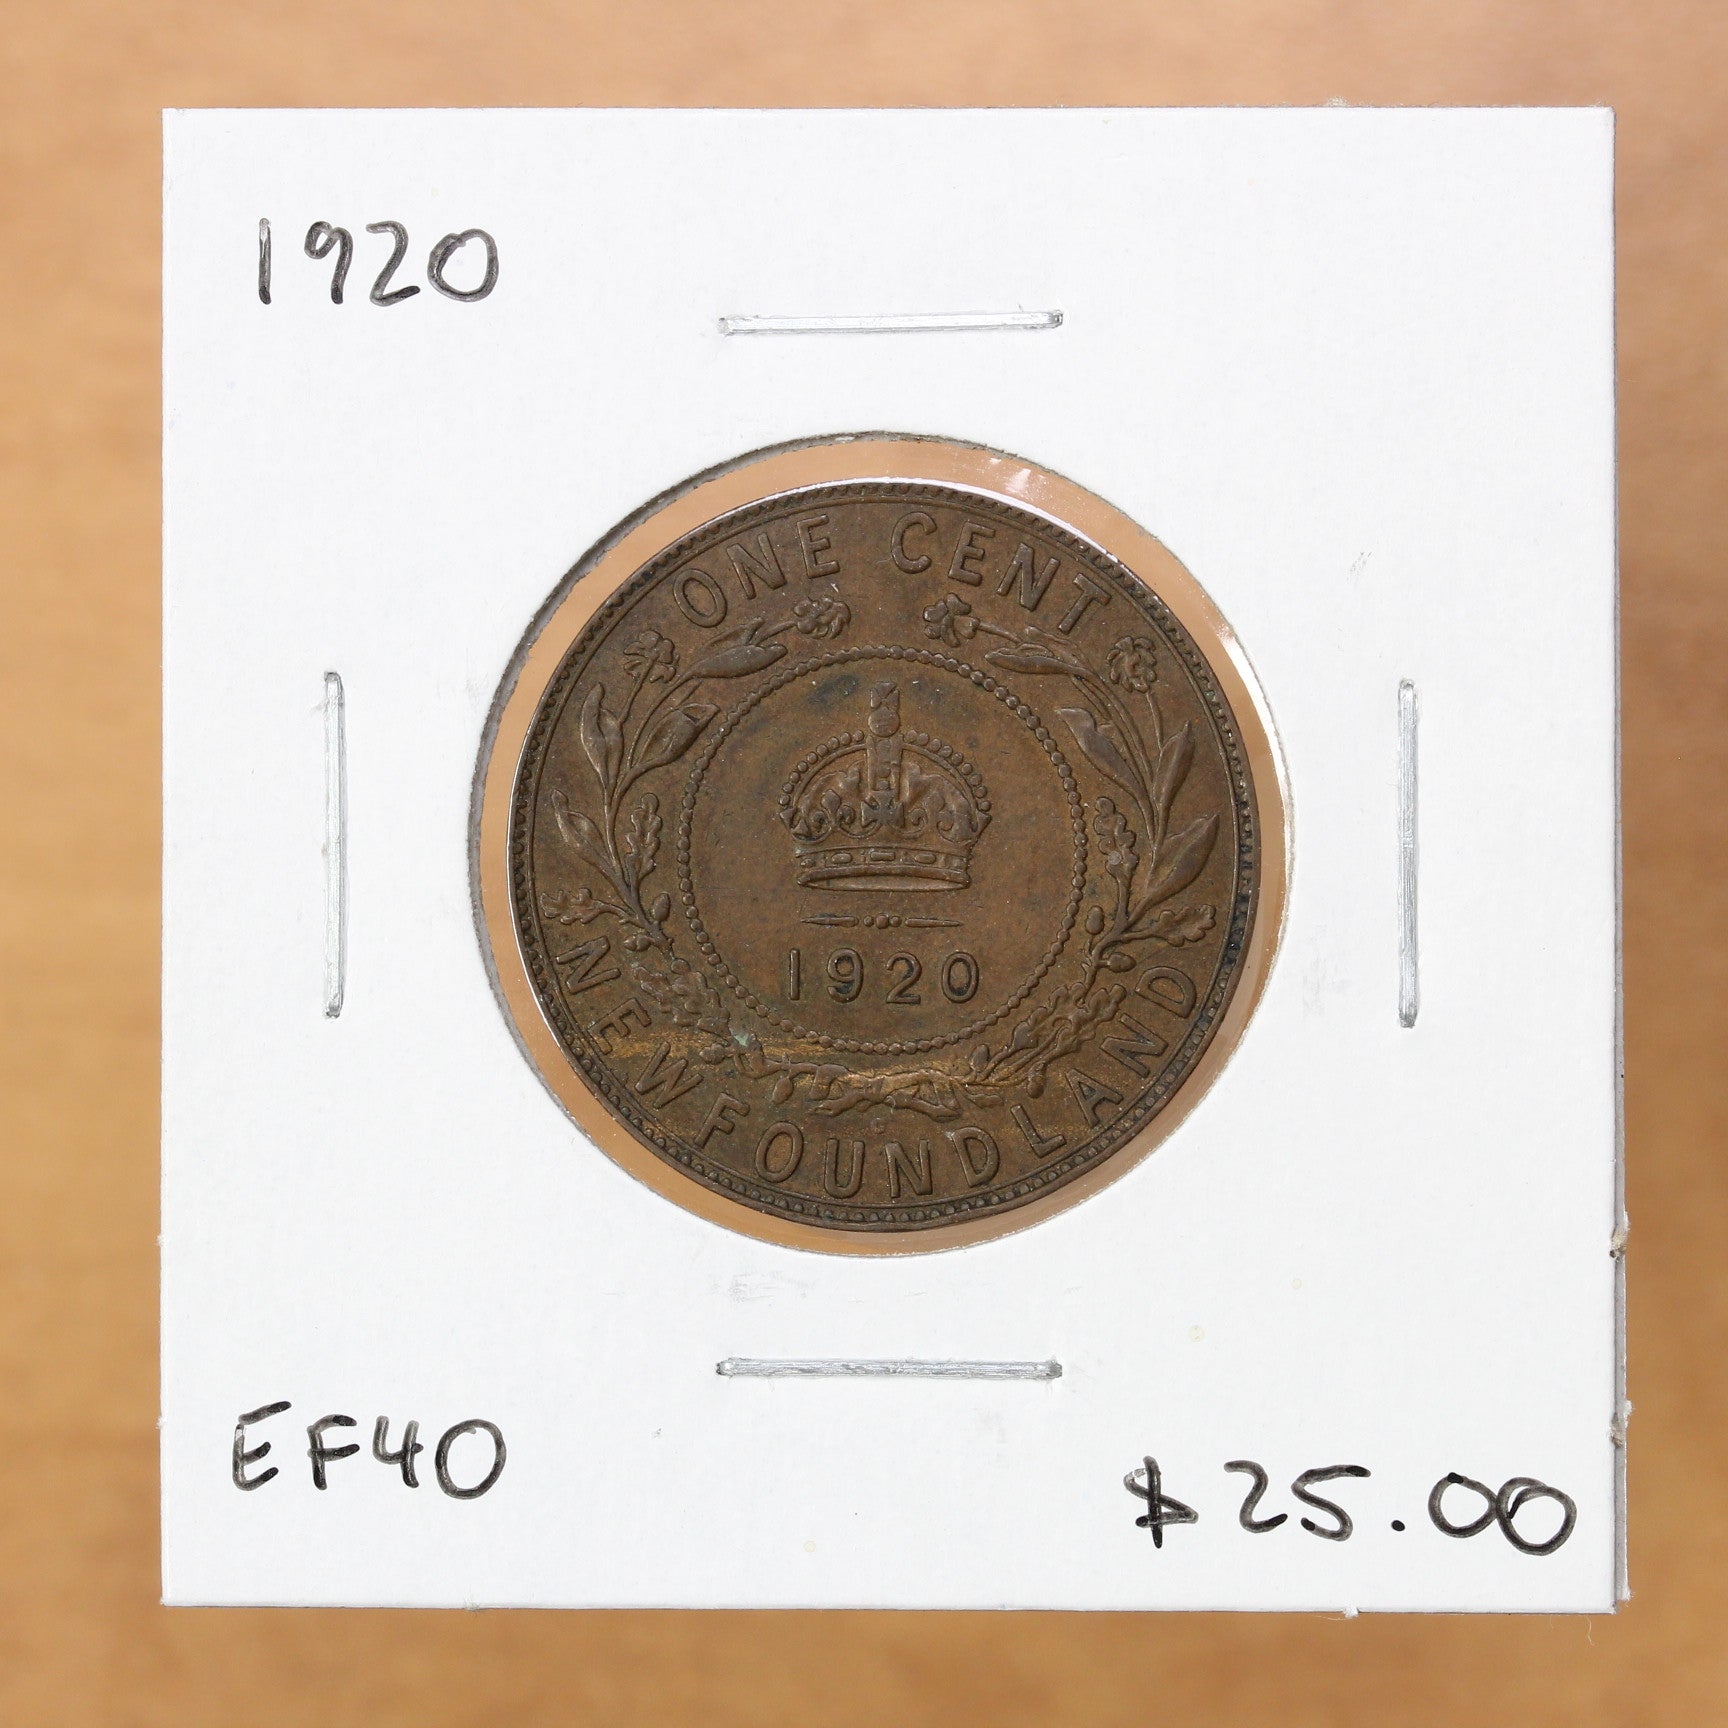 1920
ONE CENT
1920
NEWFOUNDLAND
C
EF40
$25.00